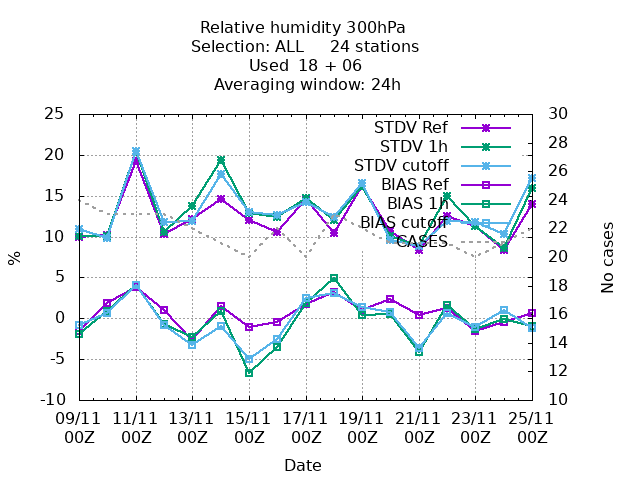 Relative humidity 300hPa
Selection: ALL     24 stations
Used  18 + 06
Averaging window: 24h
25
20
15
10
5
0
-5
-10
%
30
28
26
24
22
20
18
16
14
12
10
No cases
STDV Ref
STDV 1h
STDV cutoff
BIAS Ref
BIAS 1h
BIAS cutoff
CASES
09/11 11/11 13/11 15/11 17/11 19/11 21/11 23/11 25/11
00Z 00Z 00Z 00Z 00Z 00Z 00Z 00Z 00Z
Date